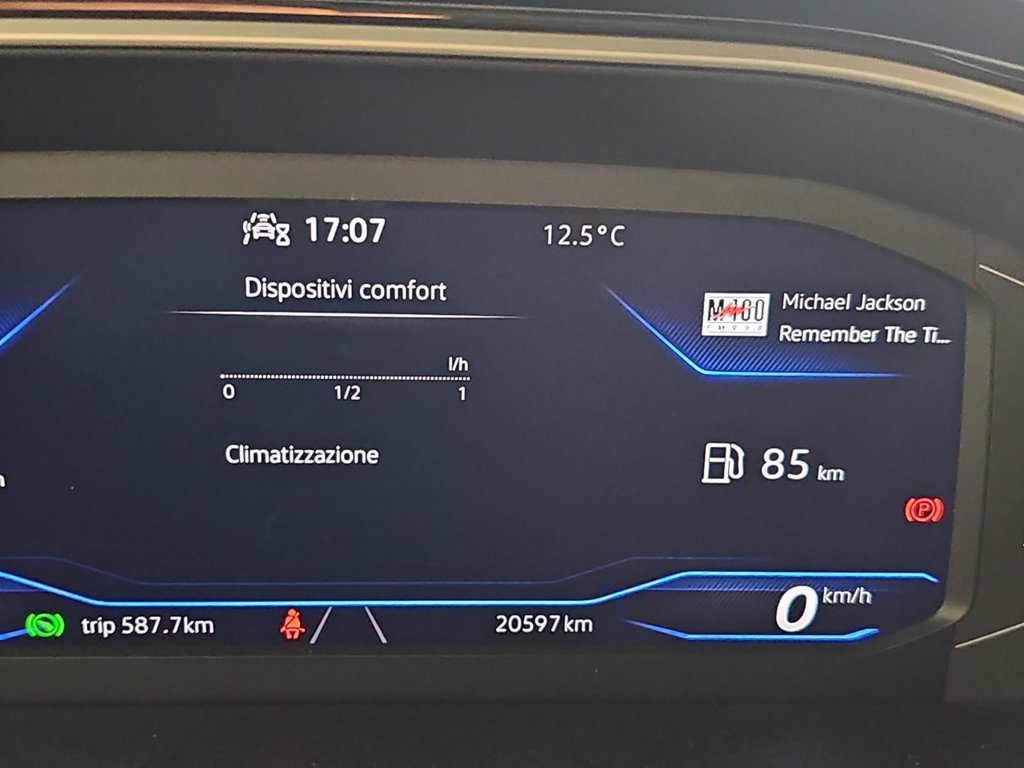 17:07
12.5°C
Dispositivi comfort
Michael Jackson
Remember The Ti...
M 100
l/h
0 1/2 1
Climatizzazione
85 km
P
0 km/h
trip 587.7km
20597km